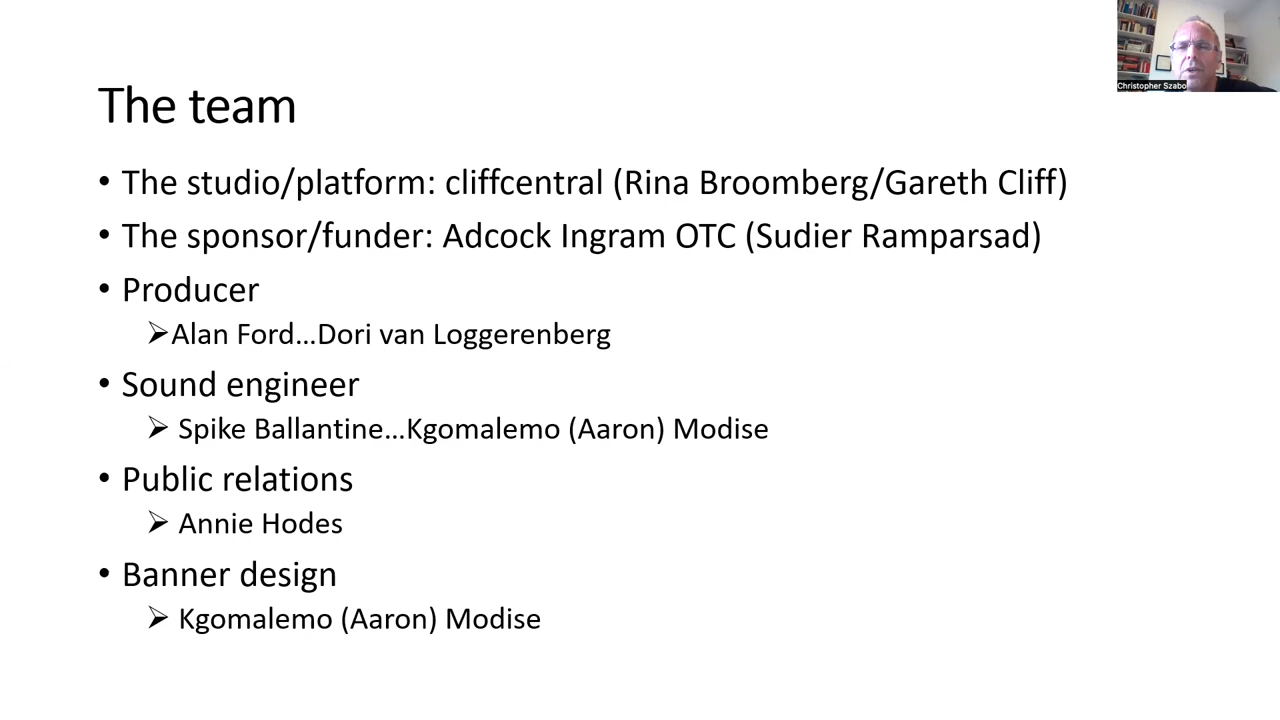 Christopher Szabo
The team
• The studio/platform: cliffcentral (Rina Broomberg/Gareth Cliff)
• The sponsor/funder: Adcock Ingram OTC (Sudier Ramparsad)
• Producer
➢Alan Ford...Dori van Loggerenberg
• Sound engineer
➢ Spike Ballantine...Kgomalemo (Aaron) Modise
• Public relations
➢ Annie Hodes
• Banner design
➢ Kgomalemo (Aaron) Modise